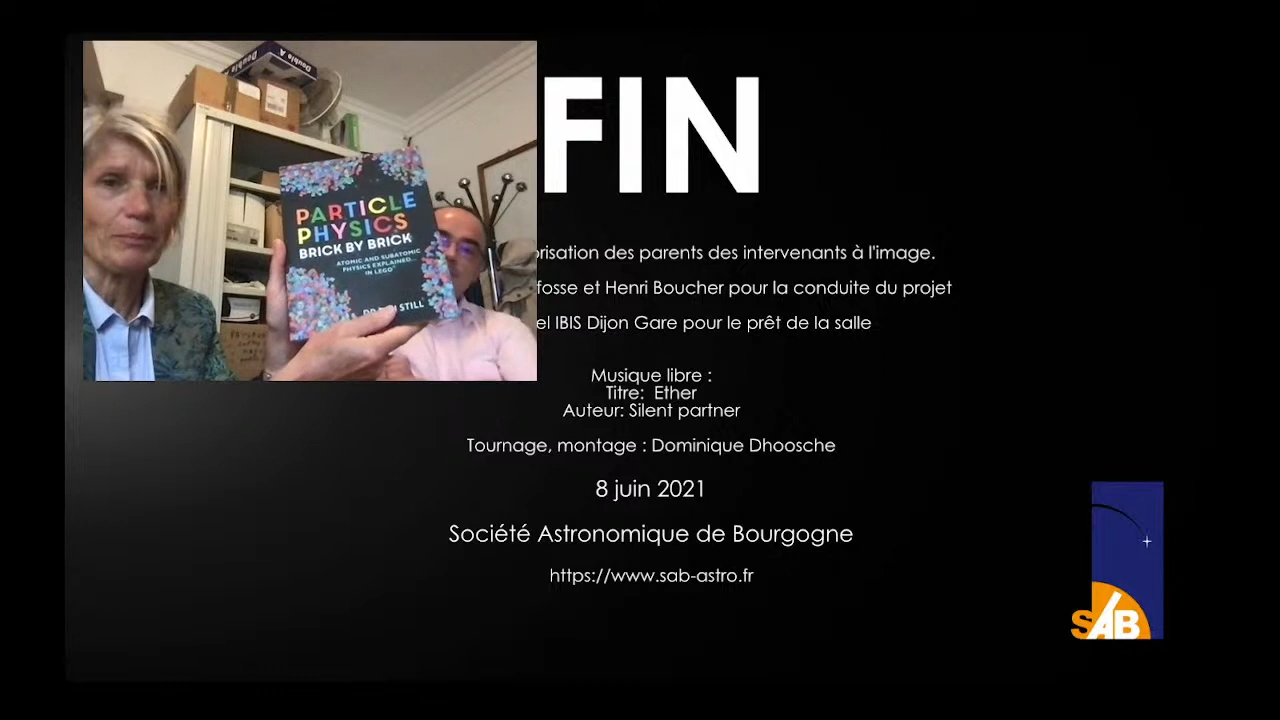 Double A
FIN
PARTICLE
PHYSICS
BRICK BY BRICK
ATOMIC AND SUBATOMIC
PHYSICS EXPLAINED...
IN LEGO
STILL
des parents des intervenants à l'image.
et Henri Boucher pour la conduite du projet
IBIS Dijon Gare pour le prêt de la salle
Musique libre :
Titre: Ether
Auteur: Silent partner
Tournage, montage : Dominique Dhoosche
8 juin 2021
Société Astronomique de Bourgogne
https://www.sab-astro.fr
SAB